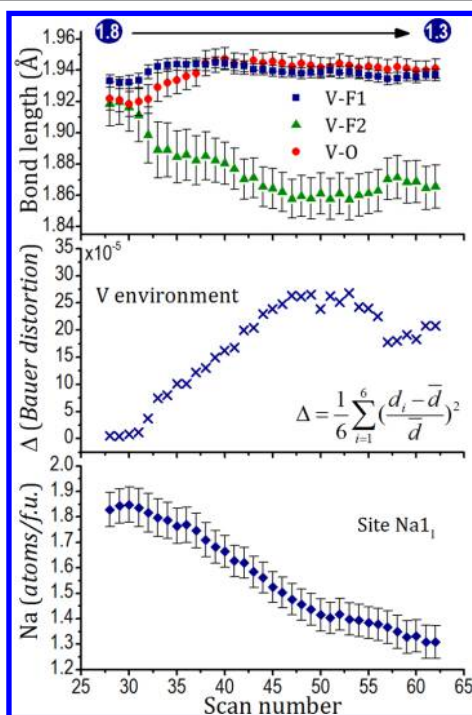 1.8 1.3
1.96
1.94
1.92
1.90
1.88
1.86
1.84
Bond length (Å)
V-F1
V-F2
V-O
35
x10-5
30
25
20
15
10
5
0
Δ (Bauer distortion)
V environment
Δ = 1/6 ∑ i=1 6 (di − d̄ / d̄)2
2.0
1.9
1.8
1.7
1.6
1.5
1.4
1.3
1.2
Na (atoms/f.u.)
Site Na1I
25 30 35 40 45 50 55 60 65
Scan number